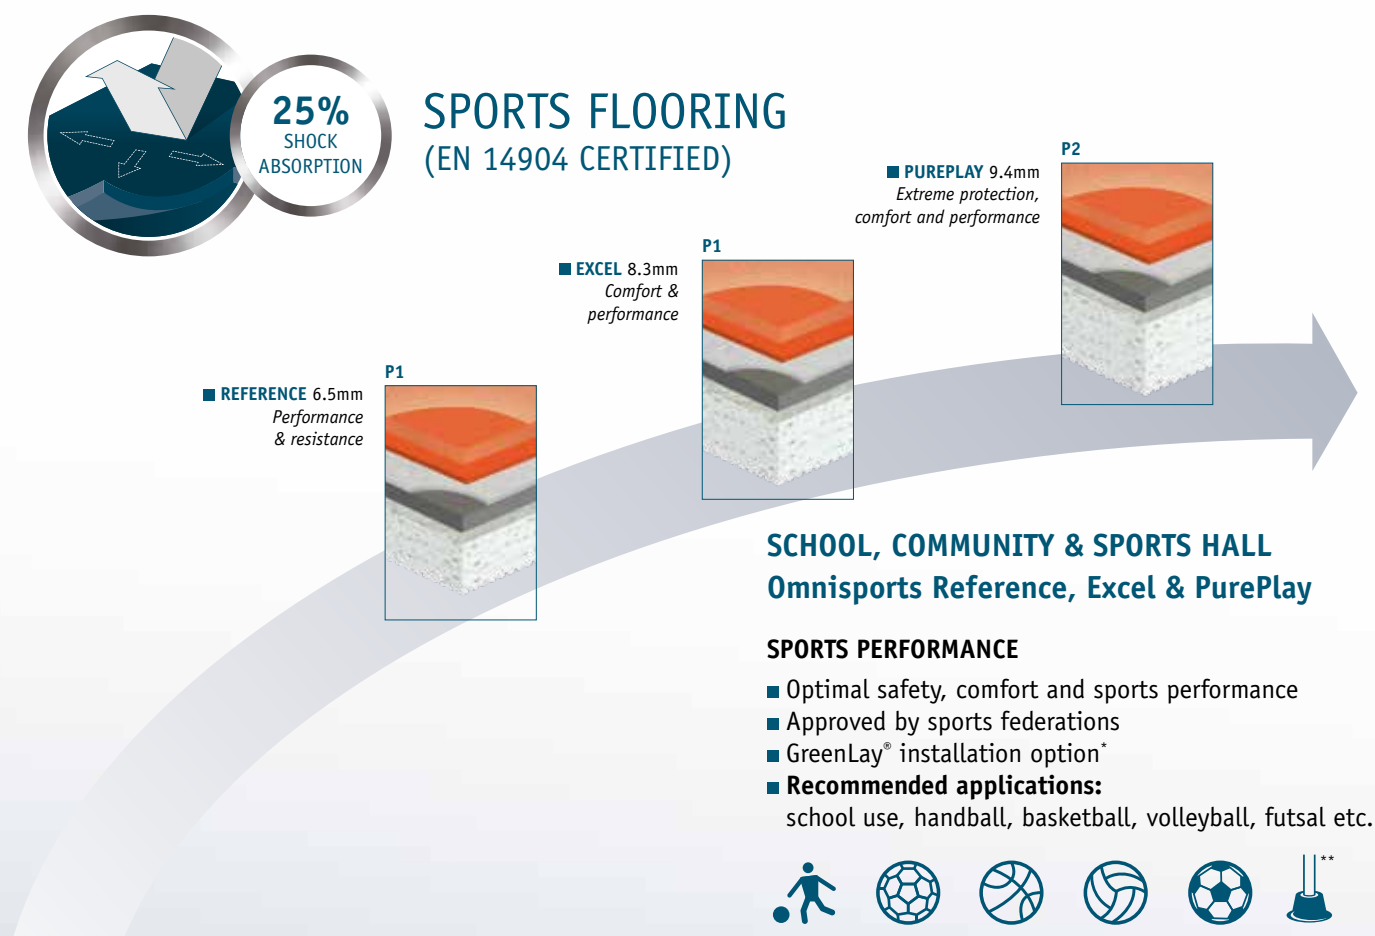 25%
SHOCK
ABSORPTION
SPORTS FLOORING
(EN 14904 CERTIFIED)
P2
■ PUREPLAY 9.4mm
Extreme protection,
comfort and performance
P1
■ EXCEL 8.3mm
Comfort &
performance
P1
■ REFERENCE 6.5mm
Performance
& resistance
SCHOOL, COMMUNITY & SPORTS HALL
Omnisports Reference, Excel & PurePlay
SPORTS PERFORMANCE
■ Optimal safety, comfort and sports performance
■ Approved by sports federations
■ GreenLay® installation option*
■ Recommended applications:
school use, handball, basketball, volleyball, futsal etc.
**